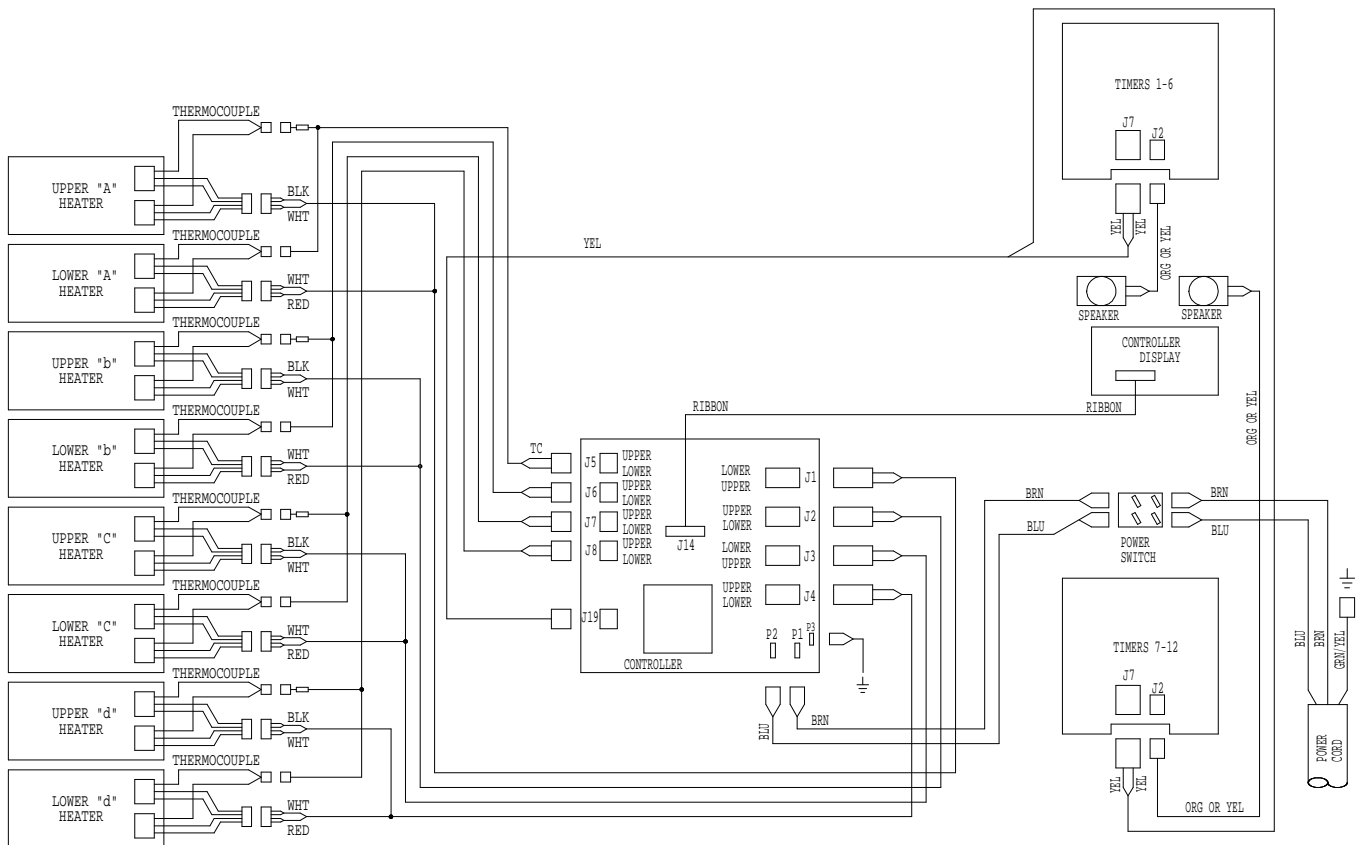 THERMOCOUPLE
UPPER "A"
HEATER
BLK
WHT
THERMOCOUPLE
LOWER "A"
HEATER
WHT
RED
THERMOCOUPLE
UPPER "b"
HEATER
BLK
WHT
THERMOCOUPLE
LOWER "b"
HEATER
WHT
RED
THERMOCOUPLE
UPPER "C"
HEATER
BLK
WHT
THERMOCOUPLE
LOWER "C"
HEATER
WHT
RED
THERMOCOUPLE
UPPER "d"
HEATER
BLK
WHT
THERMOCOUPLE
LOWER "d"
HEATER
WHT
RED
YEL
RIBBON
RIBBON
TC
J5
UPPER
LOWER
J6
UPPER
LOWER
J7
UPPER
LOWER
J8
UPPER
LOWER
J19
J14
LOWER
UPPER
J1
UPPER
LOWER
J2
LOWER
UPPER
J3
UPPER
LOWER
J4
P2
P1
P3
CONTROLLER
BLU
BRN
TIMERS 1-6
J7
J2
YEL
YEL
ORG OR YEL
SPEAKER
SPEAKER
CONTROLLER
DISPLAY
ORG OR YEL
BRN
BLU
POWER
SWITCH
BRN
BLU
TIMERS 7-12
J7
J2
YEL
YEL
ORG OR YEL
BLU
BRN
GRN/YEL
POWER
CORD